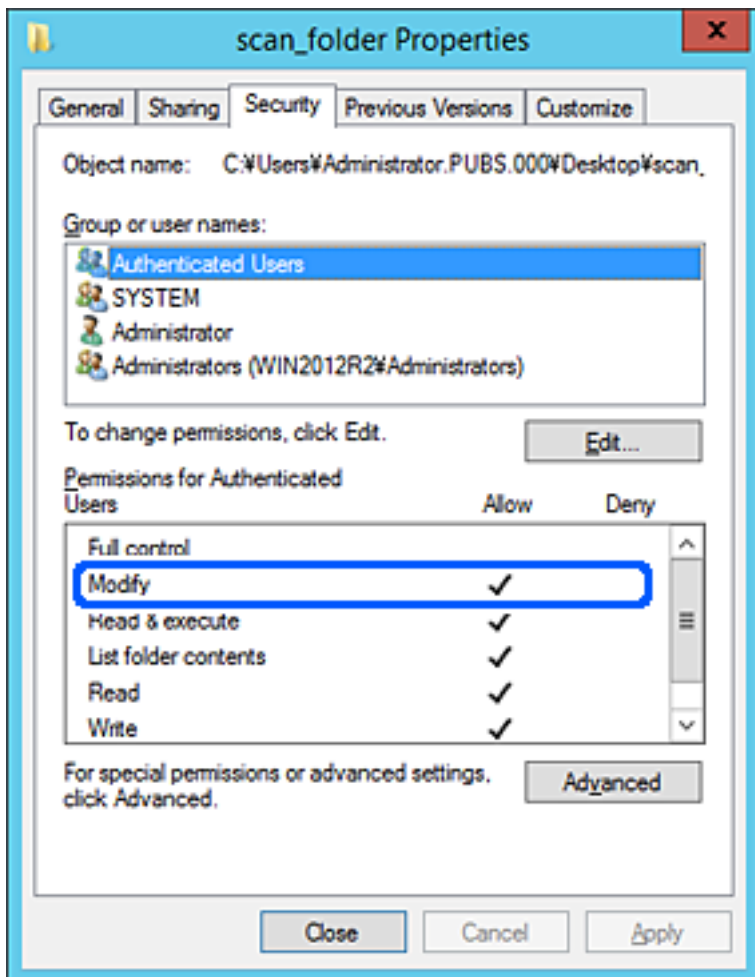 scan_folder Properties
General Sharing Security Previous Versions Customize
Object name: C:¥Users¥Administrator.PUBS.000¥Desktop¥scan_
Group or user names:
Authenticated Users
SYSTEM
Administrator
Administrators (WIN2012R2¥Administrators)
To change permissions, click Edit.
Edit...
Permissions for Authenticated
Users Allow Deny
Full control
Modify
Read & execute
List folder contents
Read
Write
For special permissions or advanced settings,
click Advanced.
Advanced
Close Cancel Apply